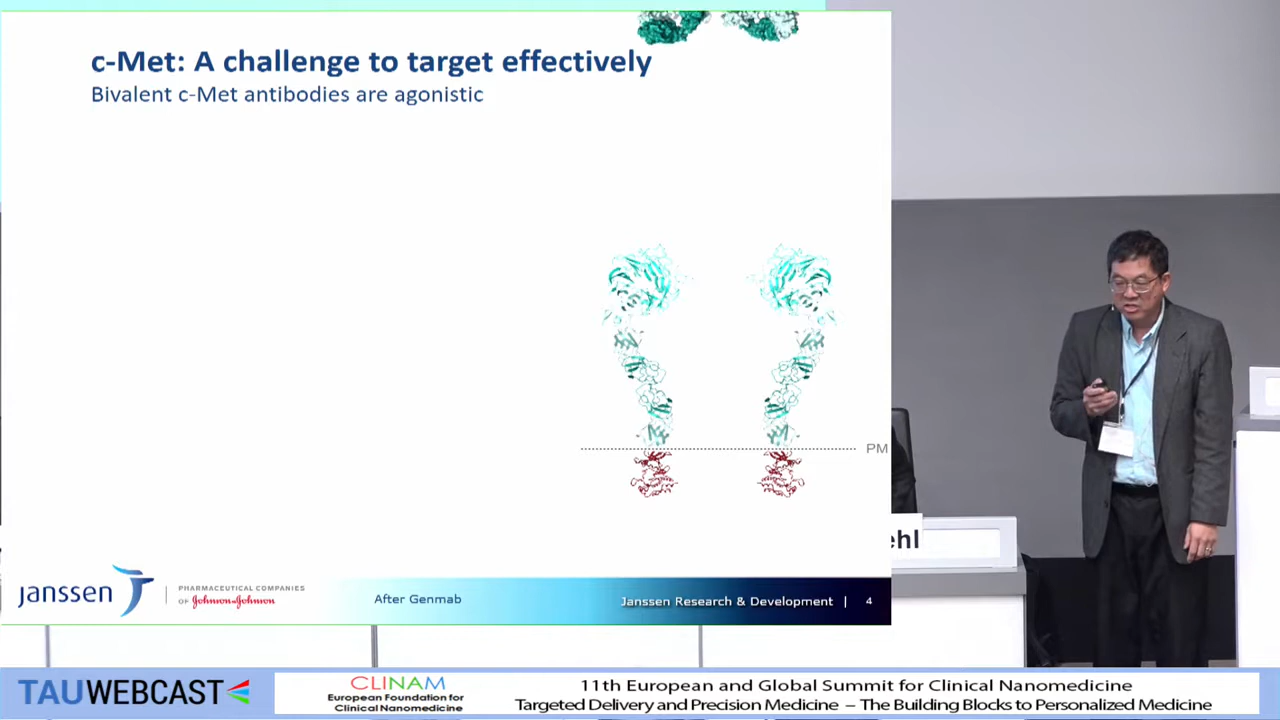 c-Met: A challenge to target effectively
Bivalent c-Met antibodies are agonistic
PM
janssen
PHARMACEUTICAL COMPANIES
OF Johnson & Johnson
After Genmab
Janssen Research & Development | 4
ehl
TAUWEBCAST
CLINAM
European Foundation for
Clinical Nanomedicine
11th European and Global Summit for Clinical Nanomedicine
Targeted Delivery and Precision Medicine – The Building Blocks to Personalized Medicine